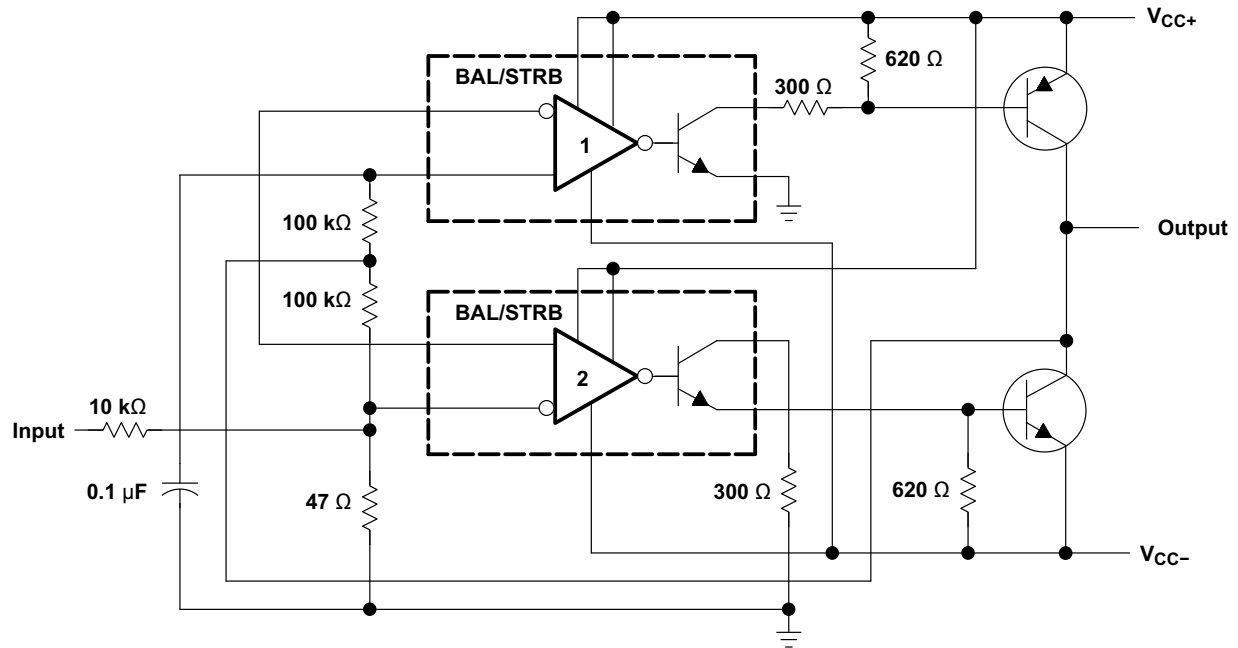 VCC+
BAL/STRB
620 Ω
300 Ω
1
100 kΩ
Output
100 kΩ
BAL/STRB
2
10 kΩ
Input
0.1 µF
47 Ω
300 Ω
620 Ω
VCC−